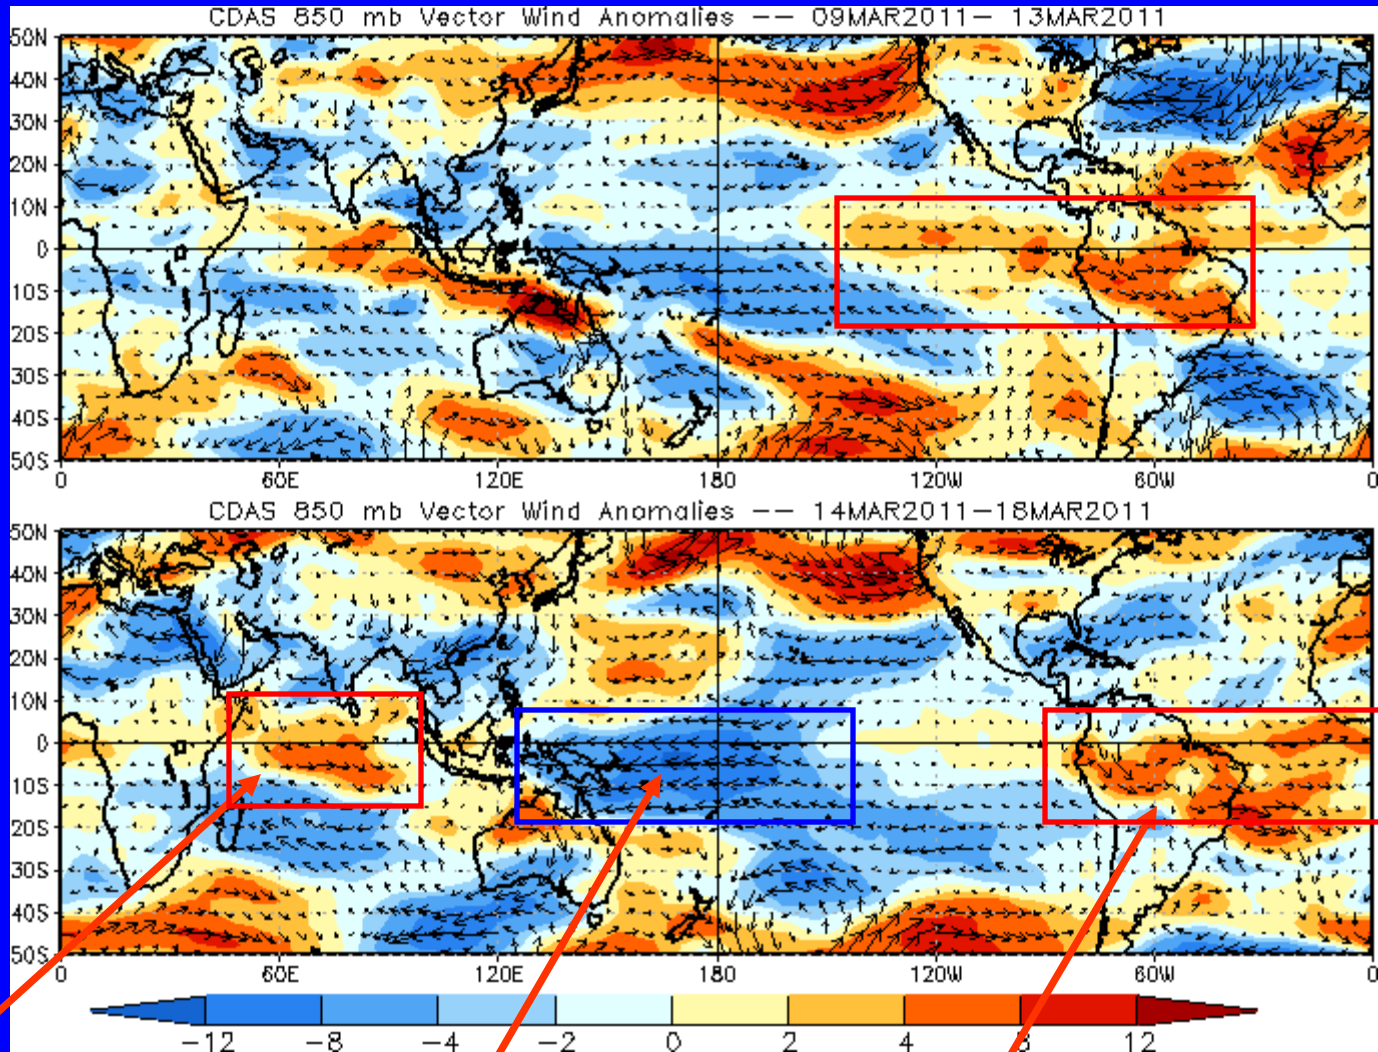 CDAS 850 mb Vector Wind Anomalies -- 09MAR2011- 13MAR2011
50N
40N
30N
20N
10N
0
10S
20S
30S
40S
50S
0 60E 120E 180 120W 60W 0
CDAS 850 mb Vector Wind Anomalies -- 14MAR2011-18MAR2011
50N
40N
30N
20N
10N
0
10S
20S
30S
40S
50S
0 60E 120E 180 120W 60W 0
-12 -8 -4 -2 0 2 4 8 12